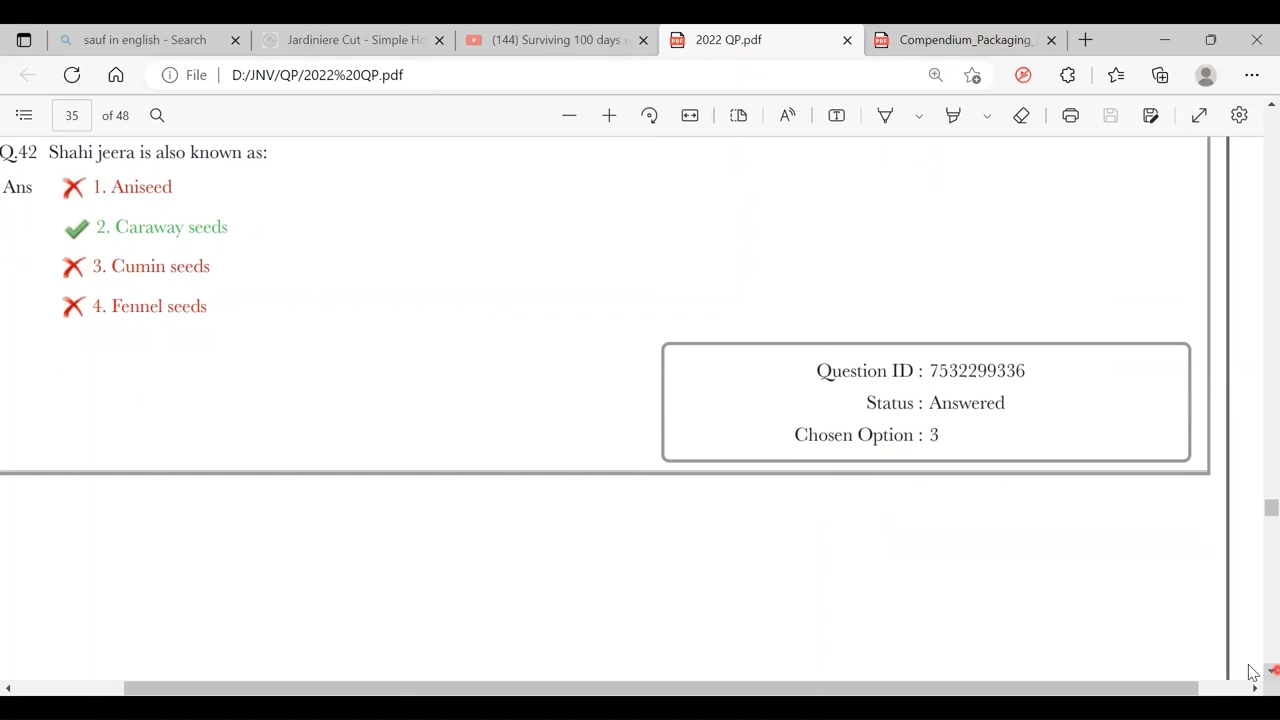 sauf in english - Search
Jardiniere Cut - Simple Ho
(144) Surviving 100 days
2022 QP.pdf
Compendium_Packaging_
File D:/JNV/QP/2022%20QP.pdf
35 of 48
Q.42 Shahi jeera is also known as:
Ans 1. Aniseed
2. Caraway seeds
3. Cumin seeds
4. Fennel seeds
Question ID : 7532299336
Status : Answered
Chosen Option : 3